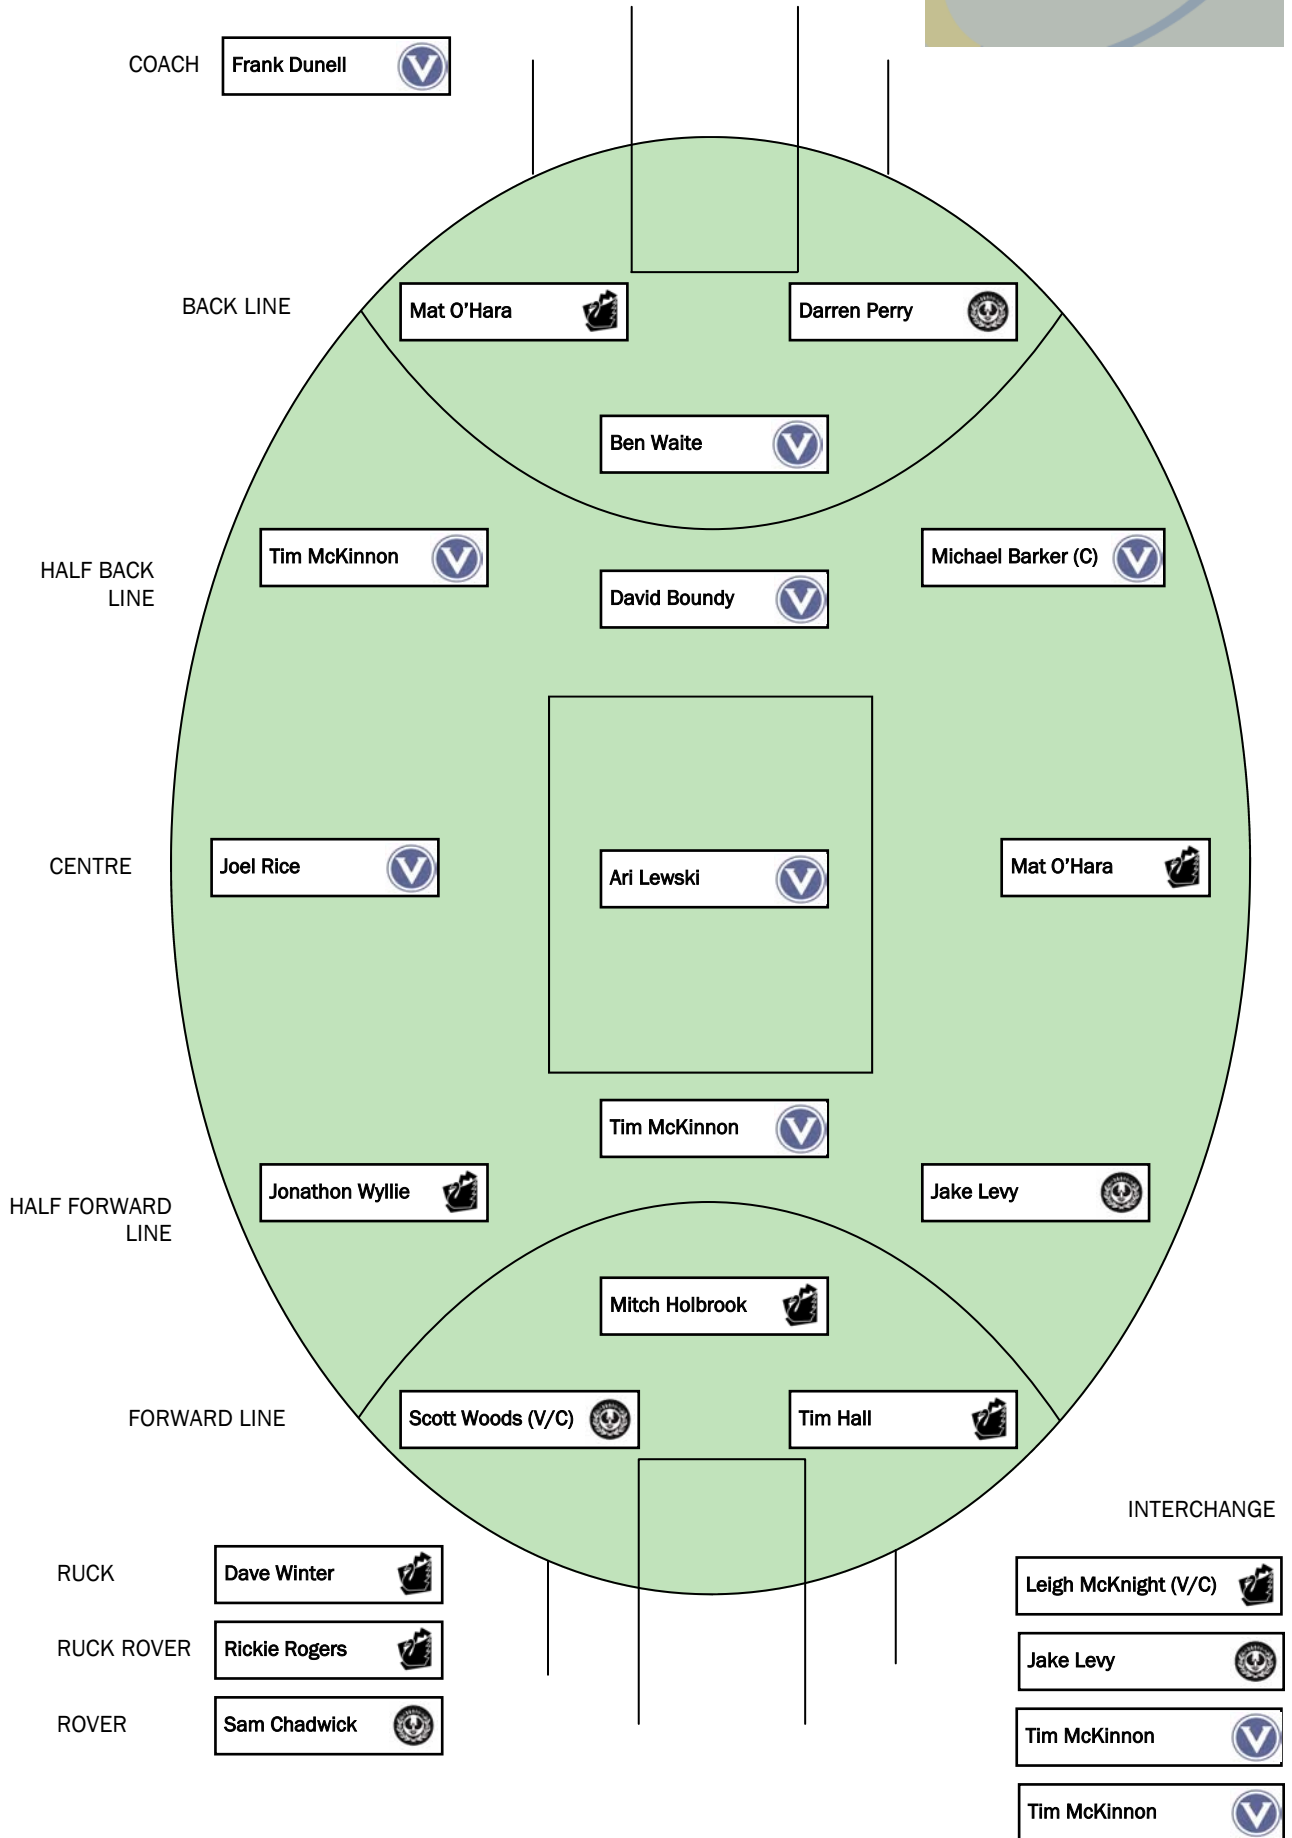 COACH
Frank Dunell
V
BACK LINE
Mat O'Hara
Darren Perry
Ben Waite
V
HALF BACK
LINE
Tim McKinnon
V
David Boundy
V
Michael Barker (C)
V
CENTRE
Joel Rice
V
Ari Lewski
V
Mat O'Hara
Tim McKinnon
V
HALF FORWARD
LINE
Jonathon Wyllie
Jake Levy
Mitch Holbrook
FORWARD LINE
Scott Woods (V/C)
Tim Hall
RUCK
Dave Winter
RUCK ROVER
Rickie Rogers
ROVER
Sam Chadwick
INTERCHANGE
Leigh McKnight (V/C)
Jake Levy
Tim McKinnon
V
Tim McKinnon
V